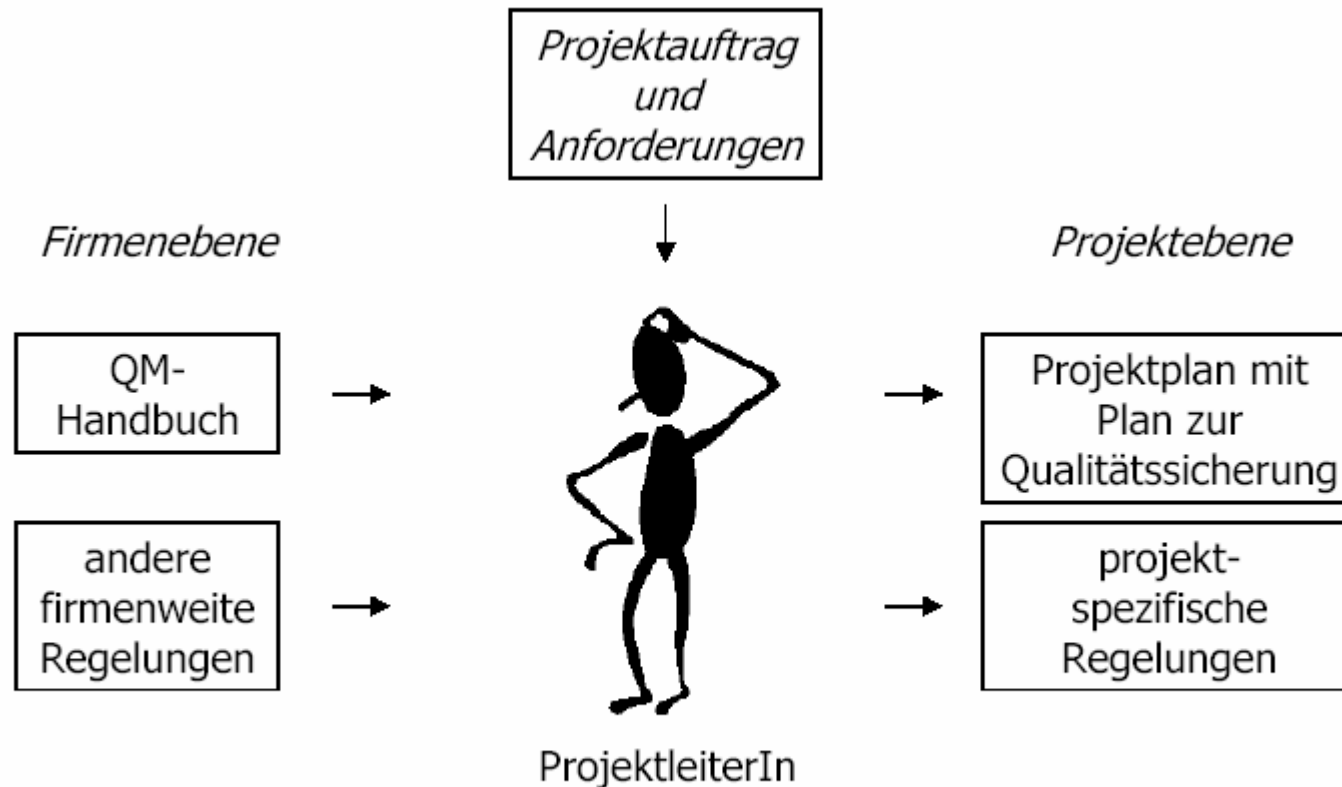 Projektauftrag
und
Anforderungen
Firmenebene
Projektebene
QM-
Handbuch
Projektplan mit
Plan zur
Qualitätssicherung
andere
firmenweite
Regelungen
projekt-
spezifische
Regelungen
ProjektleiterIn